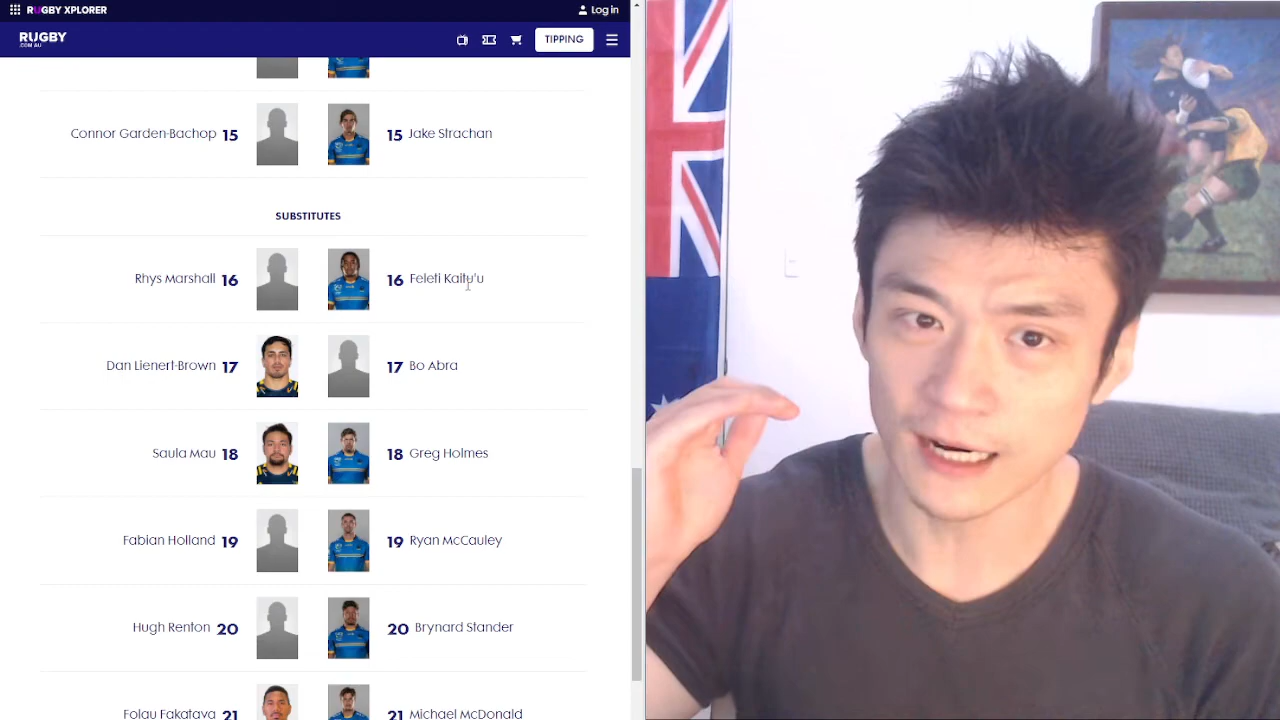 RUGBY XPLORER
Log in
RUGBY
.COM.AU
TIPPING
Connor Garden-Bachop 15
15 Jake Strachan
SUBSTITUTES
Rhys Marshall 16
16 Feleti Kaitu'u
Dan Lienert-Brown 17
17 Bo Abra
Saula Mau 18
18 Greg Holmes
Fabian Holland 19
19 Ryan McCauley
Hugh Renton 20
20 Brynard Stander
Folau Fakatava 21
21 Michael McDonald